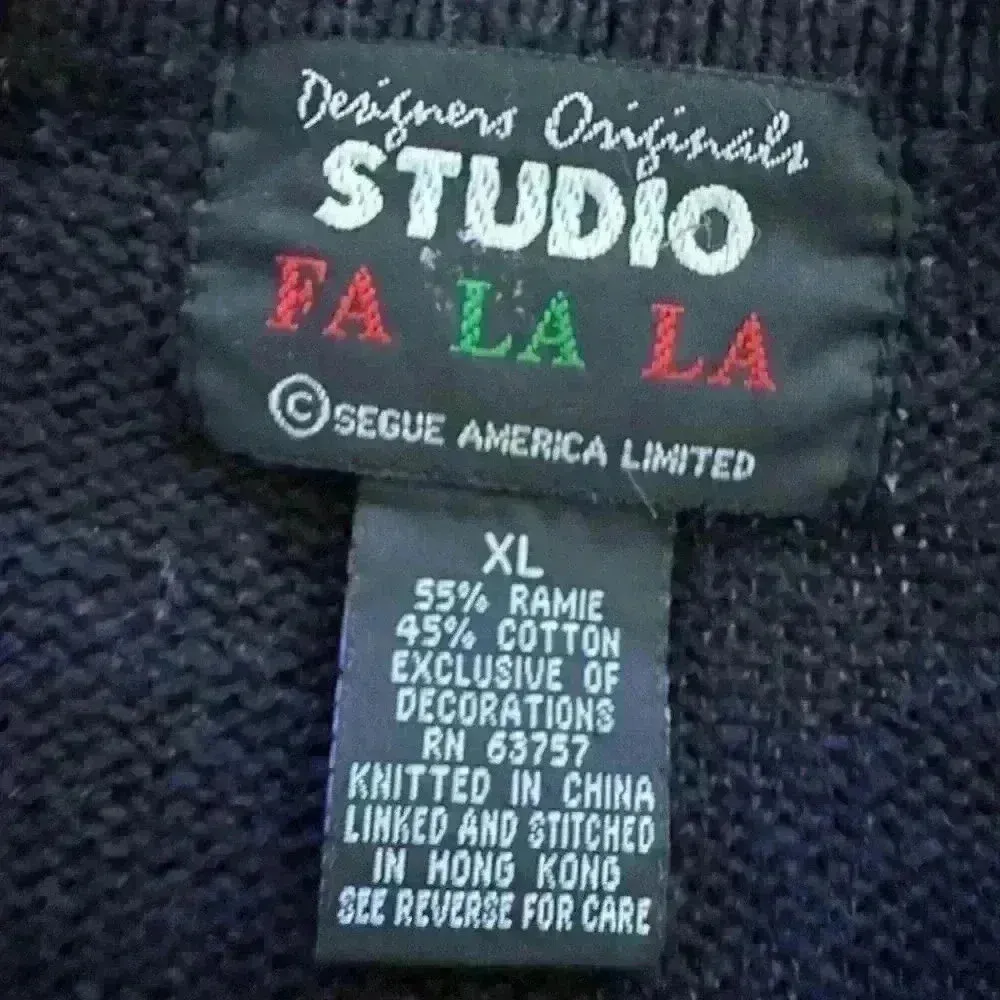 Designers Originals
STUDIO
FA LA LA
©SEGUE AMERICA LIMITED
XL
55% RAMIE
45% COTTON
EXCLUSIVE OF
DECORATIONS
RN 63757
KNITTED IN CHINA
LINKED AND STITCHED
IN HONG KONG
SEE REVERSE FOR CARE